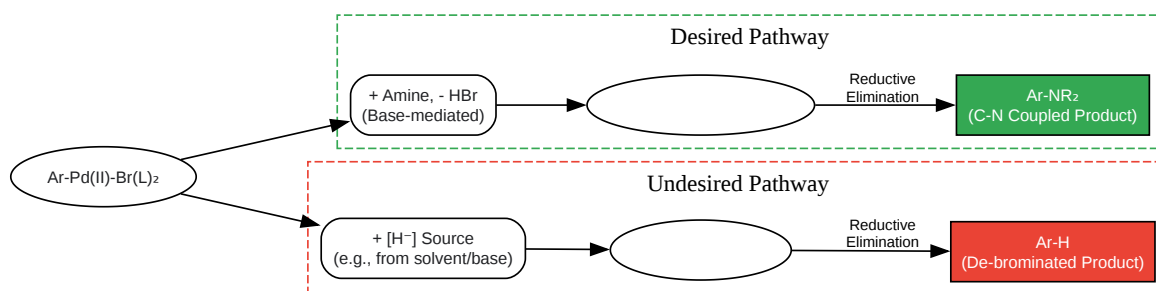 Desired Pathway
+ Amine, - HBr
(Base-mediated)
Reductive
Elimination
Ar-NR₂
(C-N Coupled Product)
Ar-Pd(II)-Br(L)₂
Undesired Pathway
+ [H⁻] Source
(e.g., from solvent/base)
Reductive
Elimination
Ar-H
(De-brominated Product)